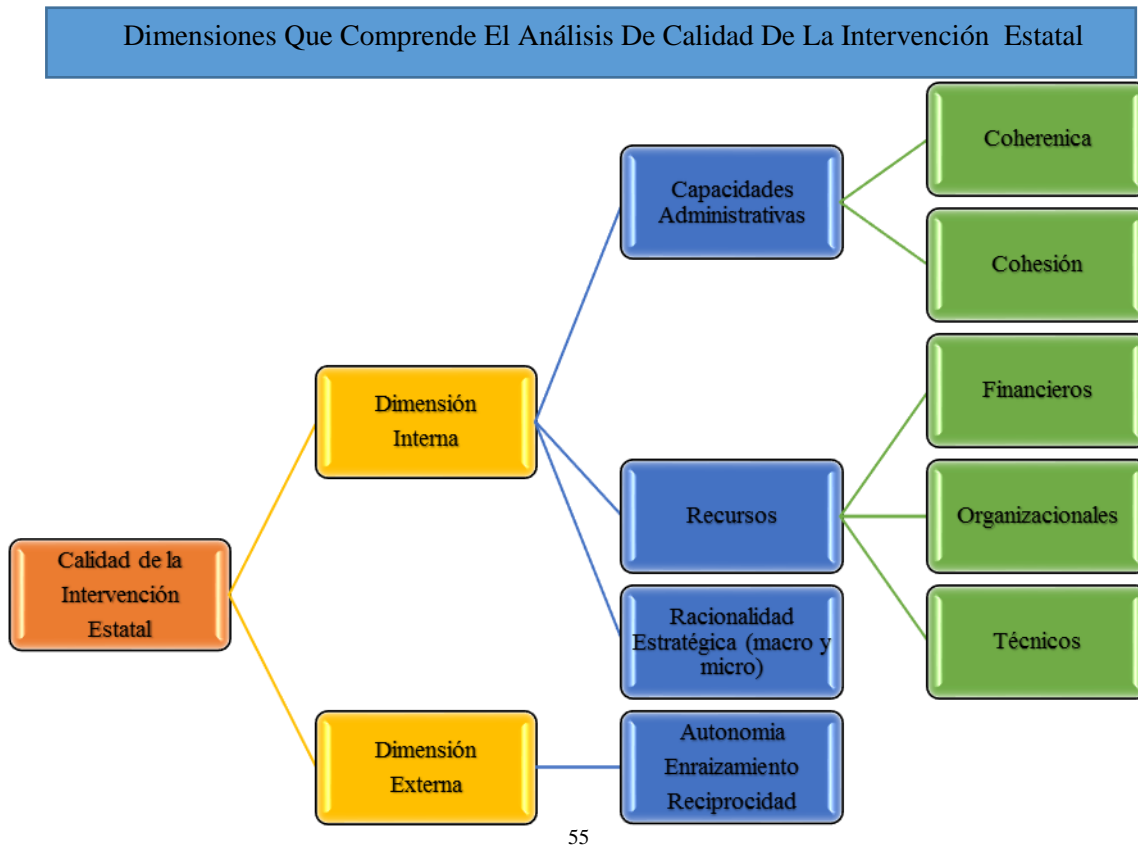 Dimensiones Que Comprende El Análisis De Calidad De La Intervención Estatal
Calidad de la
Intervención
Estatal
Dimensión
Interna
Capacidades
Administrativas
Coherenica
Cohesión
Recursos
Financieros
Organizacionales
Técnicos
Racionalidad
Estratégica (macro y
micro)
Dimensión
Externa
Autonomia
Enraizamiento
Reciprocidad
55